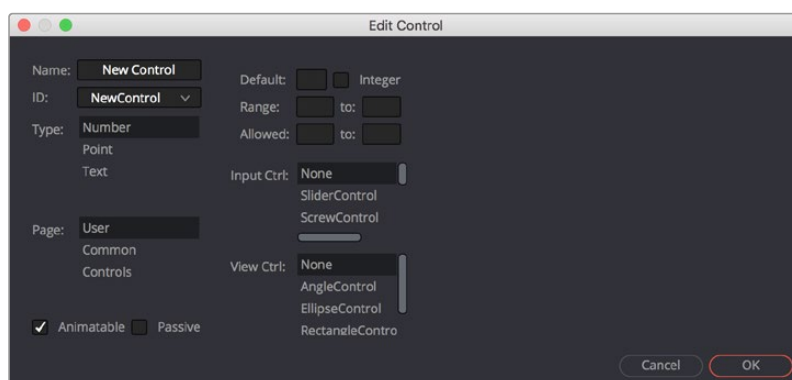 Edit Control
Name: New Control
ID: NewControl
Type: Number
Point
Text
Page: User
Common
Controls
Animatable Passive
Default: Integer
Range: to:
Allowed: to:
Input Ctrl: None
SliderControl
ScrewControl
View Ctrl: None
AngleControl
EllipseControl
RectangleContro
Cancel OK